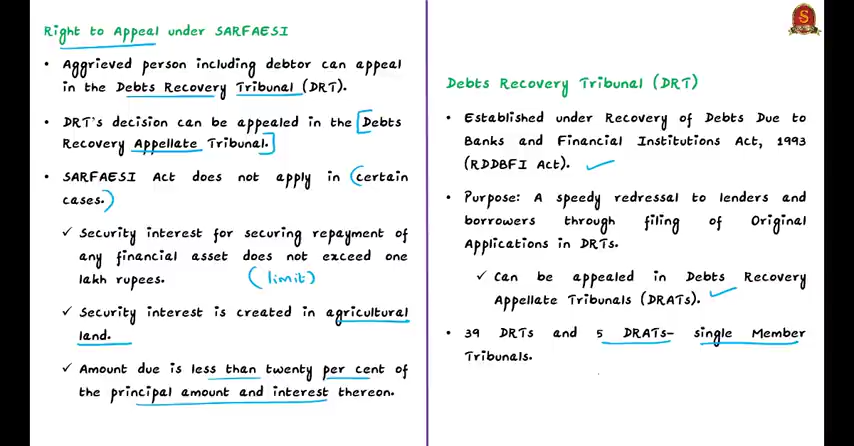 Right to Appeal under SARFAESI
• Aggrieved person including debtor can appeal
in the Debts Recovery Tribunal (DRT).
• DRT's decision can be appealed in the [Debts
Recovery Appellate Tribunal.]
• SARFAESI Act does not apply in (certain
cases.)
✓ Security interest for securing repayment of
any financial asset does not exceed one
lakh rupees. (limit)
✓ Security interest is created in agricultural
land.
✓ Amount due is less than twenty per cent of
the principal amount and interest thereon.
Debts Recovery Tribunal (DRT)
• Established under Recovery of Debts Due to
Banks and Financial Institutions Act, 1993
(RDDBFI Act).
• Purpose: A speedy redressal to lenders and
borrowers through filing of Original
Applications in DRTs.
✓ Can be appealed in Debts Recovery
Appellate Tribunals (DRATs).
• 39 DRTs and 5 DRATs- single Member
Tribunals.